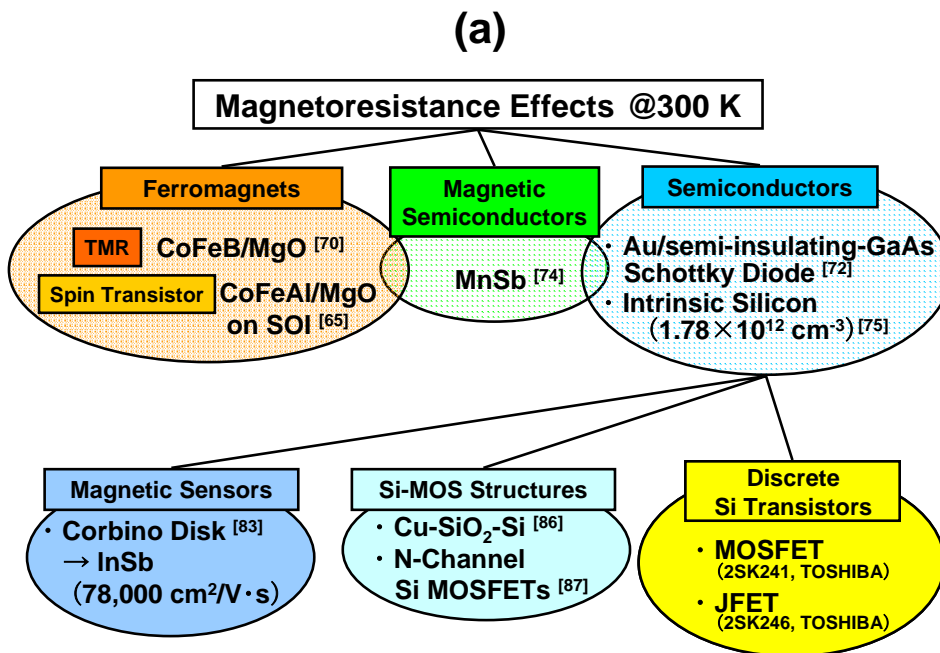 (a)
Magnetoresistance Effects @300 K
Ferromagnets
TMR CoFeB/MgO [70]
Spin Transistor CoFeAl/MgO
on SOI [65]
Magnetic
Semiconductors
MnSb [74]
Semiconductors
・Au/semi-insulating-GaAs
Schottky Diode [72]
・Intrinsic Silicon
(1.78×10¹² cm⁻³) [75]
Magnetic Sensors
・Corbino Disk [83]
→ InSb
(78,000 cm²/V・s)
Si-MOS Structures
・Cu-SiO₂-Si [86]
・N-Channel
Si MOSFETs [87]
Discrete
Si Transistors
・MOSFET
(2SK241, TOSHIBA)
・JFET
(2SK246, TOSHIBA)